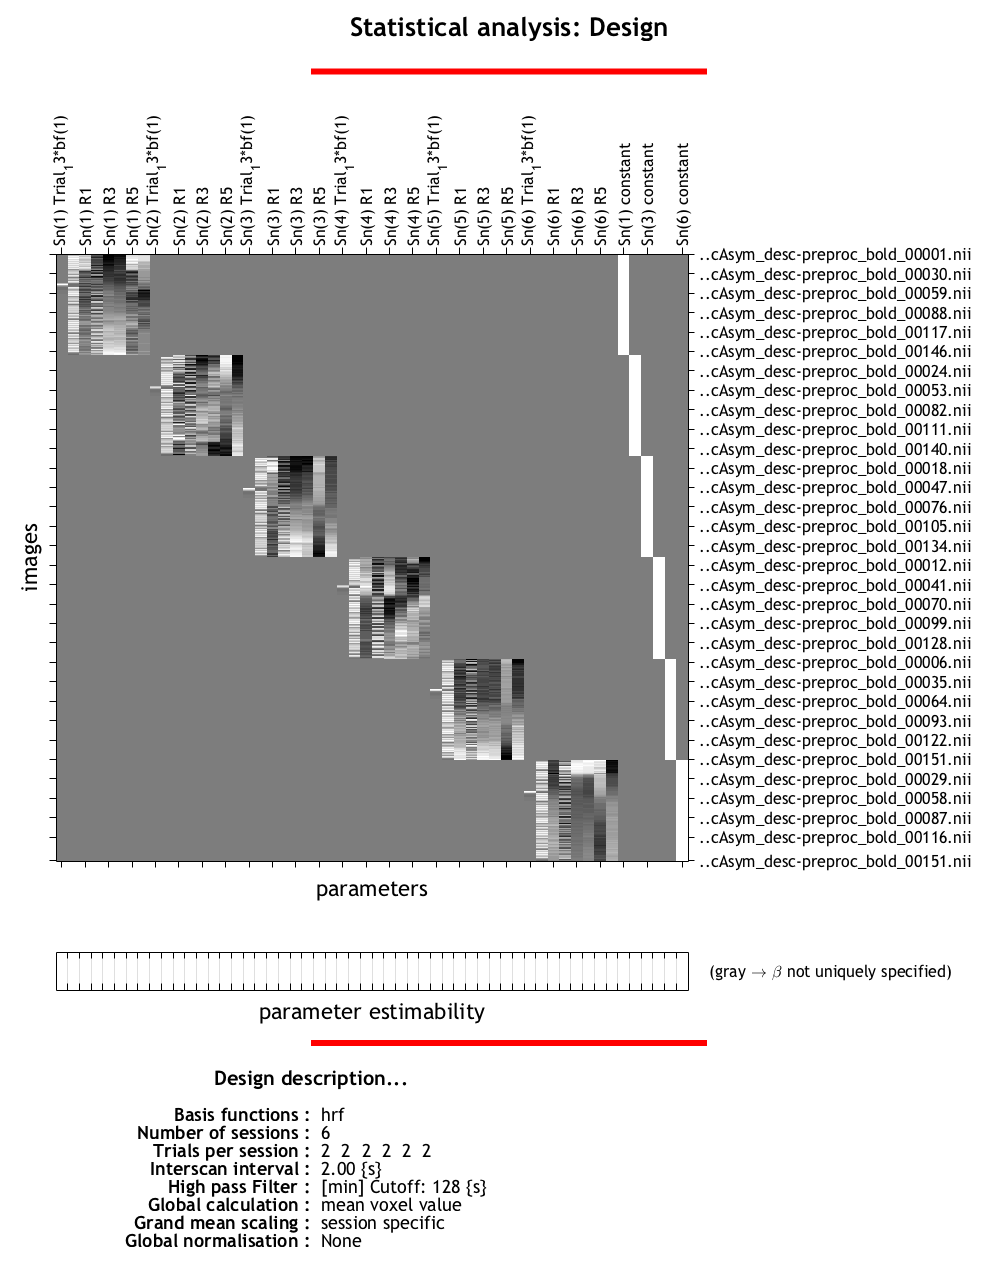 Statistical analysis: Design
Sn(1) Trial_13*bf(1)
Sn(1) R1
Sn(1) R3
Sn(1) R5
Sn(2) Trial_13*bf(1)
Sn(2) R1
Sn(2) R3
Sn(2) R5
Sn(3) Trial_13*bf(1)
Sn(3) R1
Sn(3) R3
Sn(3) R5
Sn(4) Trial_13*bf(1)
Sn(4) R1
Sn(4) R3
Sn(4) R5
Sn(5) Trial_13*bf(1)
Sn(5) R1
Sn(5) R3
Sn(5) R5
Sn(6) Trial_13*bf(1)
Sn(6) R1
Sn(6) R3
Sn(6) R5
Sn(1) constant
Sn(3) constant
Sn(6) constant
images
..cAsym_desc-preproc_bold_00001.nii
..cAsym_desc-preproc_bold_00030.nii
..cAsym_desc-preproc_bold_00059.nii
..cAsym_desc-preproc_bold_00088.nii
..cAsym_desc-preproc_bold_00117.nii
..cAsym_desc-preproc_bold_00146.nii
..cAsym_desc-preproc_bold_00024.nii
..cAsym_desc-preproc_bold_00053.nii
..cAsym_desc-preproc_bold_00082.nii
..cAsym_desc-preproc_bold_00111.nii
..cAsym_desc-preproc_bold_00140.nii
..cAsym_desc-preproc_bold_00018.nii
..cAsym_desc-preproc_bold_00047.nii
..cAsym_desc-preproc_bold_00076.nii
..cAsym_desc-preproc_bold_00105.nii
..cAsym_desc-preproc_bold_00134.nii
..cAsym_desc-preproc_bold_00012.nii
..cAsym_desc-preproc_bold_00041.nii
..cAsym_desc-preproc_bold_00070.nii
..cAsym_desc-preproc_bold_00099.nii
..cAsym_desc-preproc_bold_00128.nii
..cAsym_desc-preproc_bold_00006.nii
..cAsym_desc-preproc_bold_00035.nii
..cAsym_desc-preproc_bold_00064.nii
..cAsym_desc-preproc_bold_00093.nii
..cAsym_desc-preproc_bold_00122.nii
..cAsym_desc-preproc_bold_00151.nii
..cAsym_desc-preproc_bold_00029.nii
..cAsym_desc-preproc_bold_00058.nii
..cAsym_desc-preproc_bold_00087.nii
..cAsym_desc-preproc_bold_00116.nii
..cAsym_desc-preproc_bold_00151.nii
parameters
(gray → β not uniquely specified)
parameter estimability
Design description...
Basis functions : hrf
Number of sessions : 6
Trials per session : 2 2 2 2 2 2
Interscan interval : 2.00 {s}
High pass Filter : [min] Cutoff: 128 {s}
Global calculation : mean voxel value
Grand mean scaling : session specific
Global normalisation : None